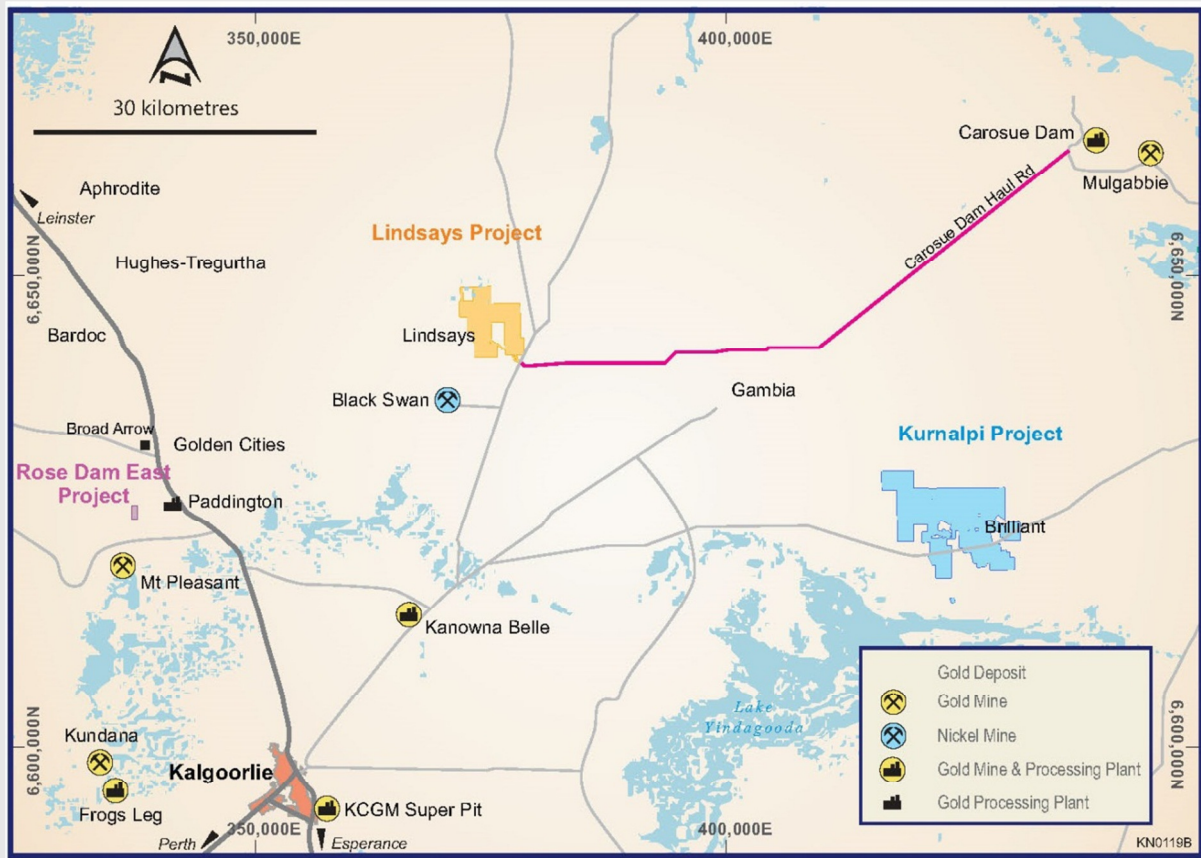 350,000E
400,000E
N
30 kilometres
Carosue Dam
Mulgabbie
Carosue Dam Haul Rd
Aphrodite
Leinster
Lindsays Project
Hughes-Tregurtha
6,650,000N
6,650,000N
Bardoc
Lindsays
Black Swan
Gambia
Broad Arrow
Golden Cities
Kurnalpi Project
Rose Dam East
Project
Paddington
Brilliant
Mt Pleasant
Kanowna Belle
Lake
Yindagooda
Gold Deposit
Gold Mine
Nickel Mine
Gold Mine & Processing Plant
Gold Processing Plant
6,600,000N
6,600,000N
Kundana
Kalgoorlie
Frogs Leg
KCGM Super Pit
350,000E
400,000E
Perth
Esperance
KN0119B